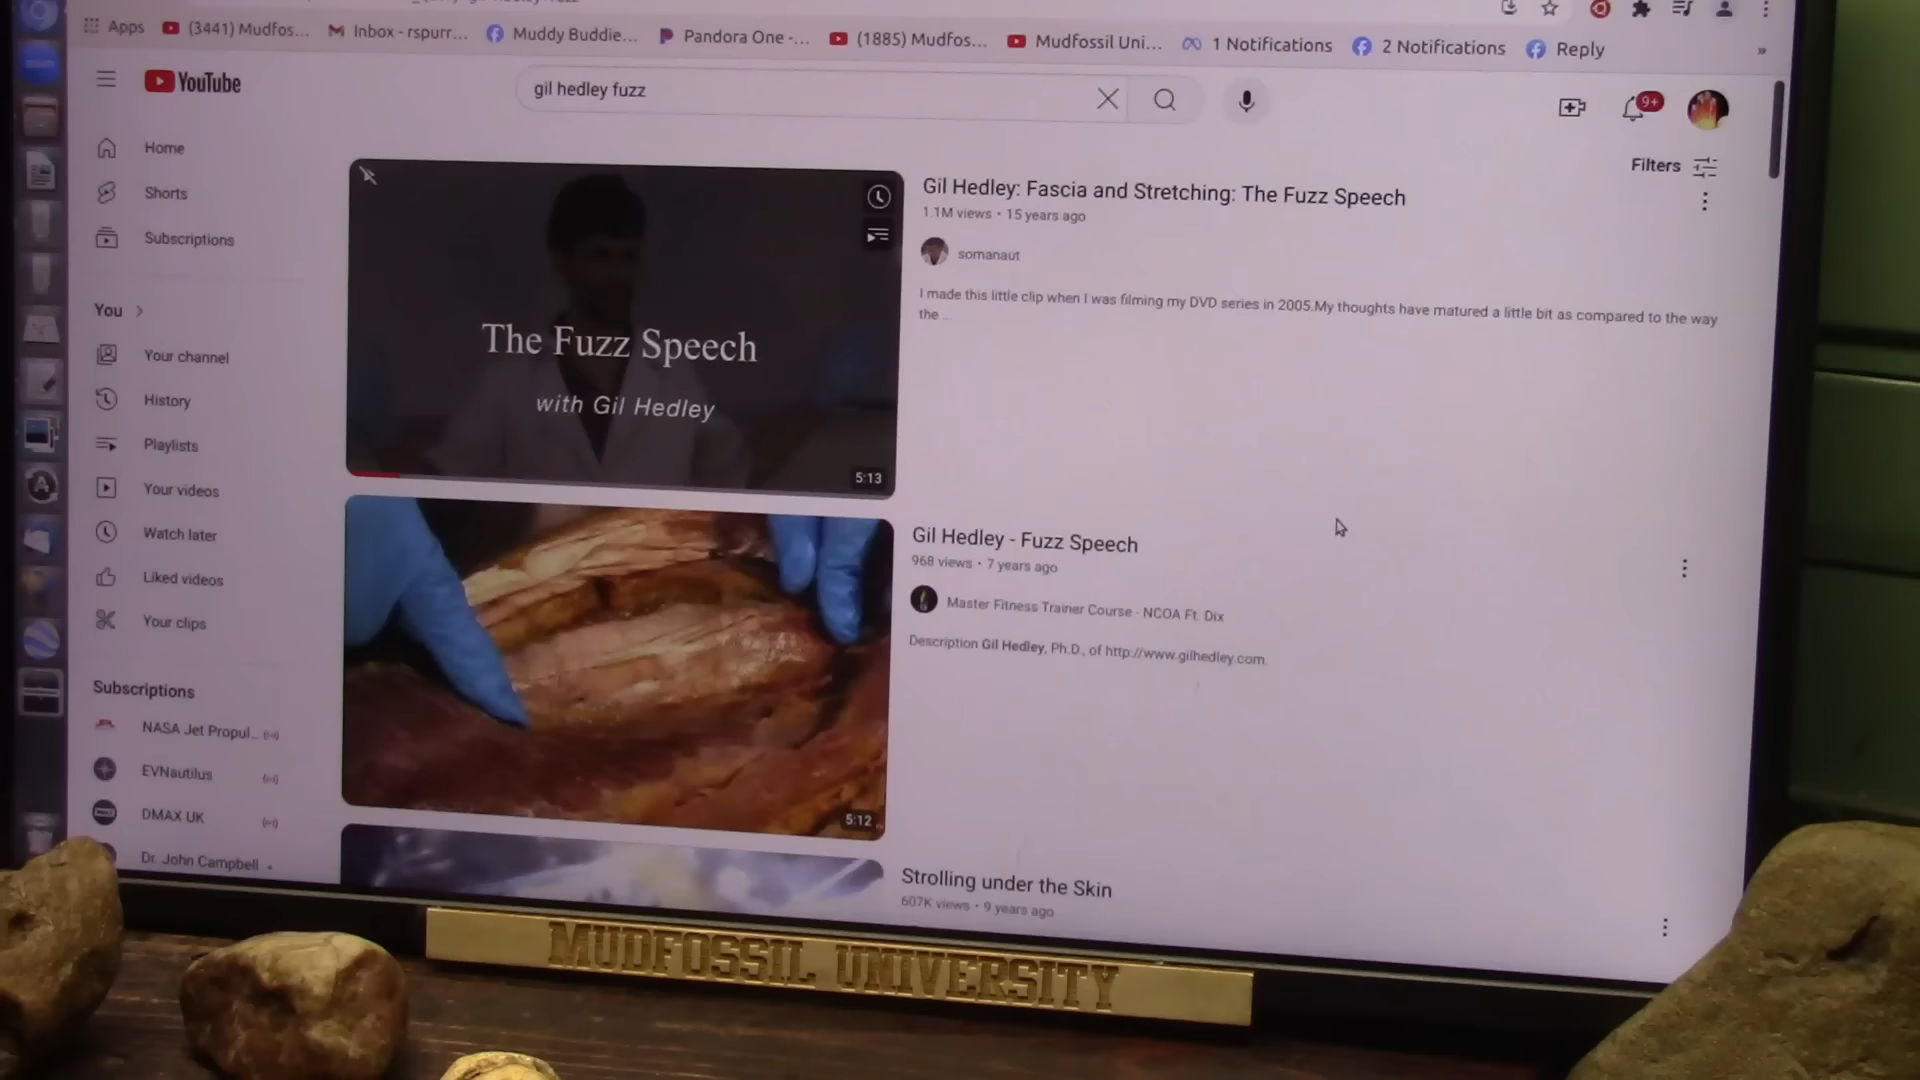 Apps
(3441) Mudfos...
Inbox - rspurr...
Muddy Buddie...
Pandora One -...
(1885) Mudfos...
Mudfossil Uni...
1 Notifications
2 Notifications
Reply
»
YouTube
gil hedley fuzz
9+
Home
Shorts
Subscriptions
You >
Your channel
History
Playlists
Your videos
Watch later
Liked videos
Your clips
Subscriptions
NASA Jet Propul...
EVNautilus
DMAX UK
Dr. John Campbell
Filters
The Fuzz Speech
with Gil Hedley
5:13
Gil Hedley: Fascia and Stretching: The Fuzz Speech
1.1M views • 15 years ago
somanaut
I made this little clip when I was filming my DVD series in 2005.My thoughts have matured a little bit as compared to the way
the ...
5:12
Gil Hedley - Fuzz Speech
968 views • 7 years ago
Master Fitness Trainer Course - NCOA Ft. Dix
Description Gil Hedley, Ph.D., of http://www.gilhedley.com.
Strolling under the Skin
607K views • 9 years ago
MUDFOSSIL UNIVERSITY